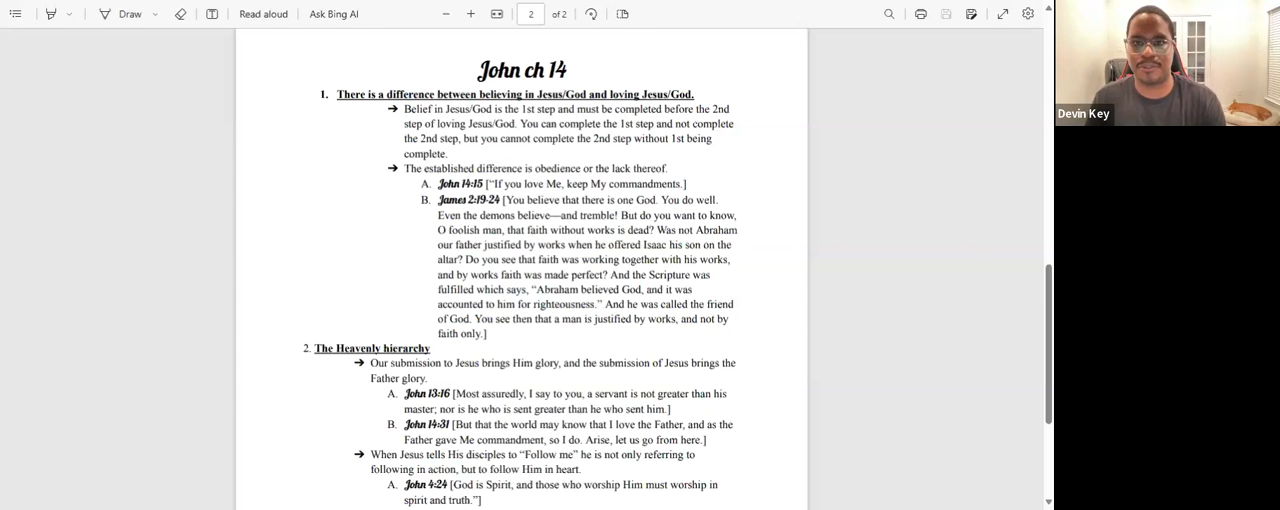 Draw
Read aloud
Ask Bing AI
2
of 2
John ch 14
1. There is a difference between believing in Jesus/God and loving Jesus/God.
➔ Belief in Jesus/God is the 1st step and must be completed before the 2nd
step of loving Jesus/God. You can complete the 1st step and not complete
the 2nd step, but you cannot complete the 2nd step without 1st being
complete.
➔ The established difference is obedience or the lack thereof.
A. John 14:15 [“If you love Me, keep My commandments.]
B. James 2:19-24 [You believe that there is one God. You do well.
Even the demons believe—and tremble! But do you want to know,
O foolish man, that faith without works is dead? Was not Abraham
our father justified by works when he offered Isaac his son on the
altar? Do you see that faith was working together with his works,
and by works faith was made perfect? And the Scripture was
fulfilled which says, “Abraham believed God, and it was
accounted to him for righteousness.” And he was called the friend
of God. You see then that a man is justified by works, and not by
faith only.]
2. The Heavenly hierarchy
➔ Our submission to Jesus brings Him glory, and the submission of Jesus brings the
Father glory.
A. John 13:16 [Most assuredly, I say to you, a servant is not greater than his
master; nor is he who is sent greater than he who sent him.]
B. John 14:31 [But that the world may know that I love the Father, and as the
Father gave Me commandment, so I do. Arise, let us go from here.]
➔ When Jesus tells His disciples to “Follow me” he is not only referring to
following in action, but to follow Him in heart.
A. John 4:24 [God is Spirit, and those who worship Him must worship in
spirit and truth.”]
Devin Key